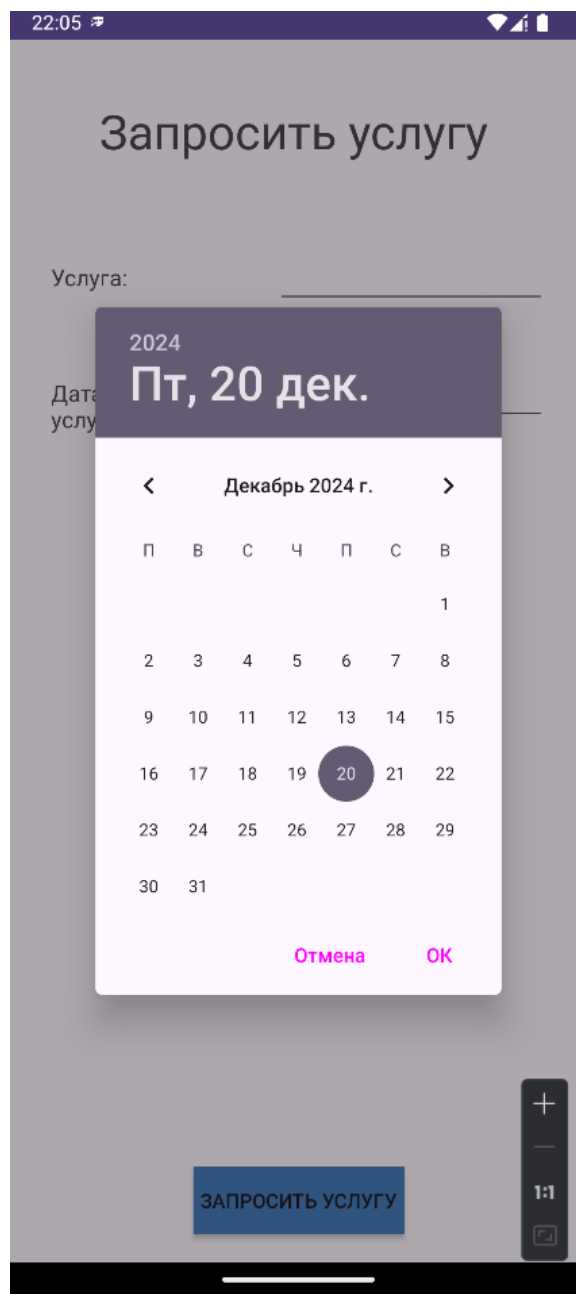 22:05
Запросить услугу
Услуга:
Дата
услу
2024
Пт, 20 дек.
Декабрь 2024 г.
П В С Ч П С В
1
2 3 4 5 6 7 8
9 10 11 12 13 14 15
16 17 18 19 20 21 22
23 24 25 26 27 28 29
30 31
Отмена ОК
1:1
ЗАПРОСИТЬ УСЛУГУ